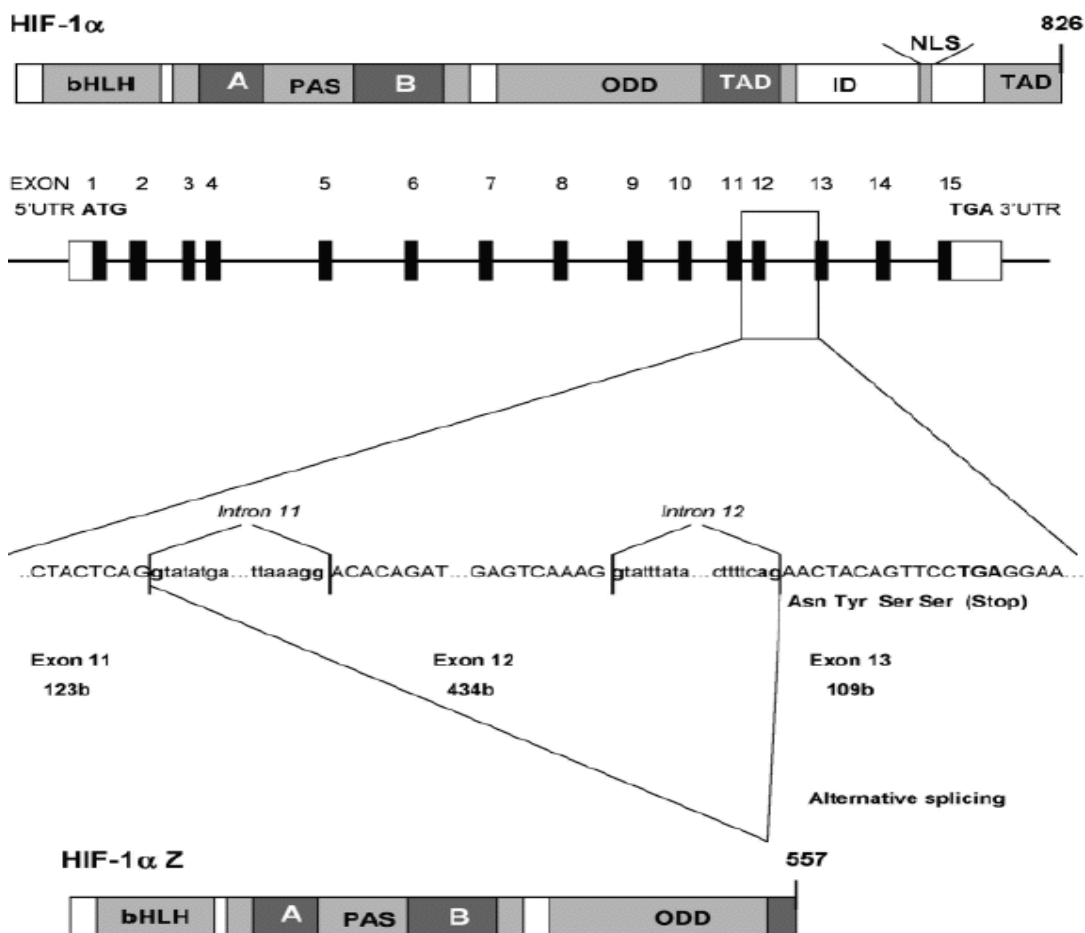 HIF-1α
826
NLS
bHLH A PAS B ODD TAD ID TAD
EXON 1 2 3 4 5 6 7 8 9 10 11 12 13 14 15
5'UTR ATG TGA 3'UTR
Intron 11 Intron 12
..CTACTCAGgtatatga...ttaaaggACACAGAT...GAGTCAAAGgtatttata...cttttcagAACTACAGTTCCTGAGGAA...
Asn Tyr Ser Ser (Stop)
Exon 11 Exon 12 Exon 13
123b 434b 109b
Alternative splicing
HIF-1α Z
557
bHLH A PAS B ODD